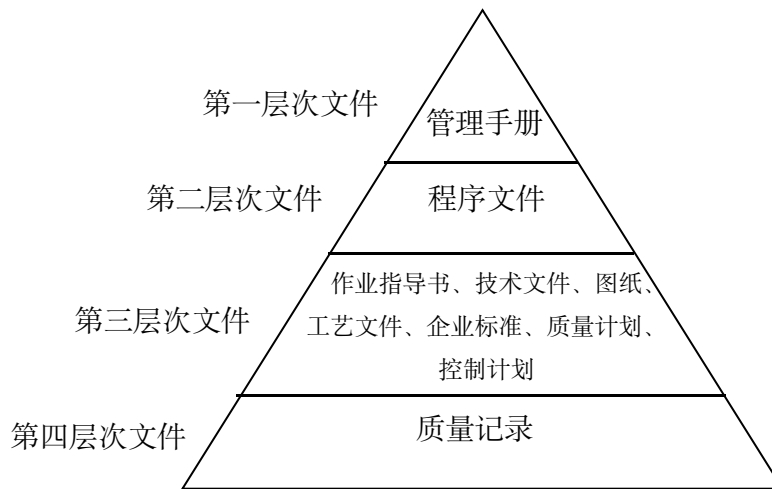 第一层次文件
管理手册
第二层次文件
程序文件
作业指导书、技术文件、图纸、
第三层次文件
工艺文件、企业标准、质量计划、
控制计划
第四层次文件
质量记录